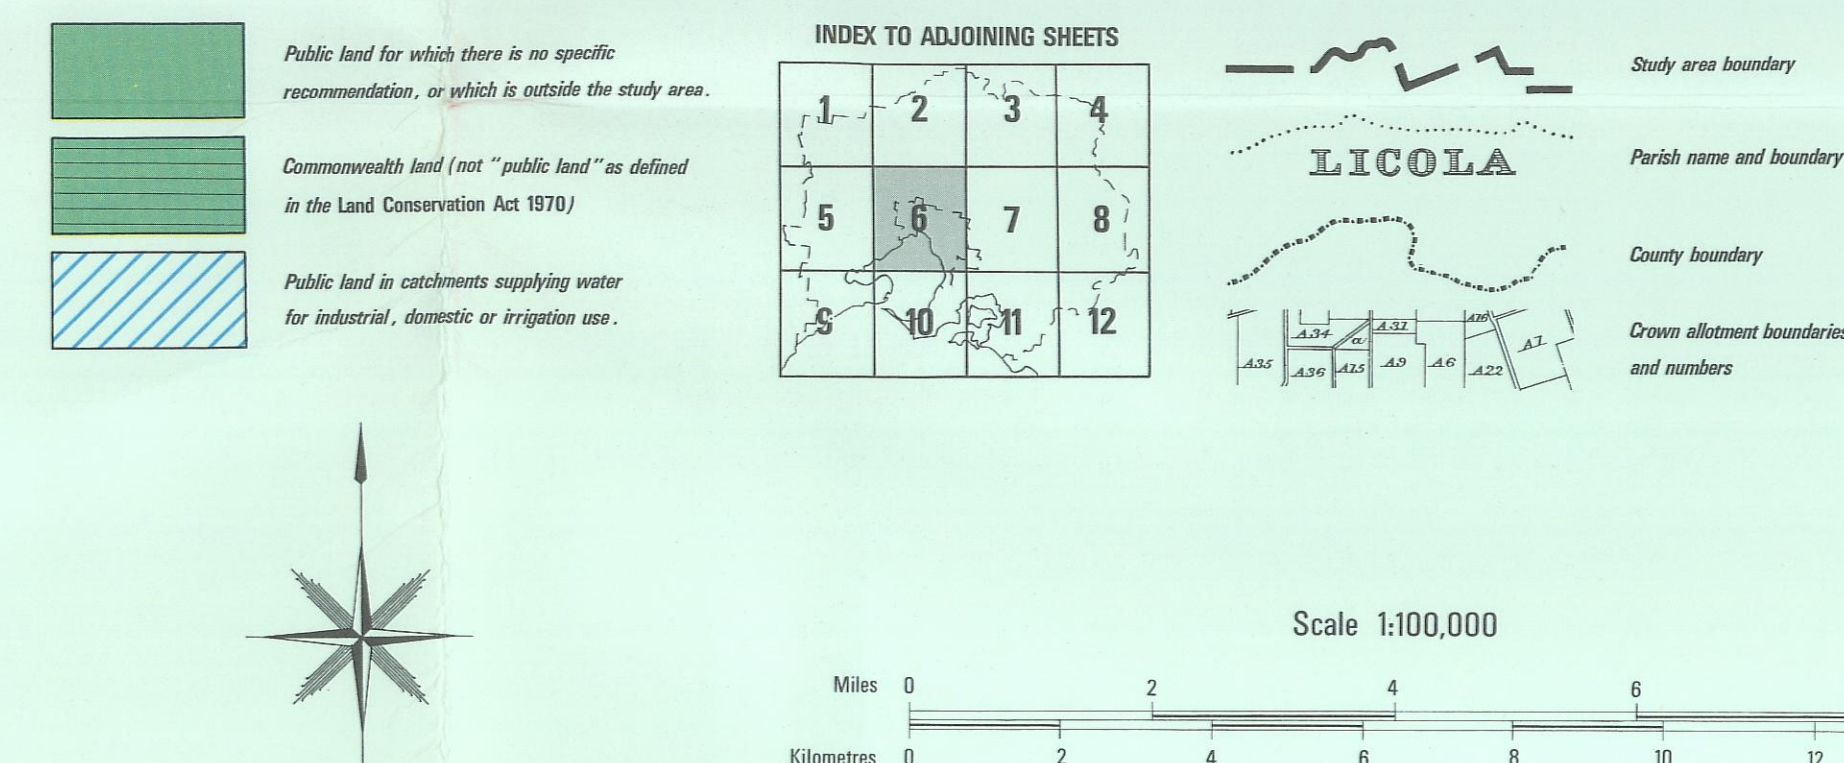 Public land for which there is no specific
recommendation, or which is outside the study area.
Commonwealth land (not "public land" as defined
in the Land Conservation Act 1970)
Public land in catchments supplying water
for industrial, domestic or irrigation use.
INDEX TO ADJOINING SHEETS
1 2 3 4
5 6 7 8
9 10 11 12
Study area boundary
LICOLA
Parish name and boundary
County boundary
A34 a A31 A16 A7
A35 A36 A15 A9 A6 A22
Crown allotment boundaries
and numbers
Scale 1:100,000
Miles 0 2 4 6
Kilometres 0 2 4 6 8 10 12